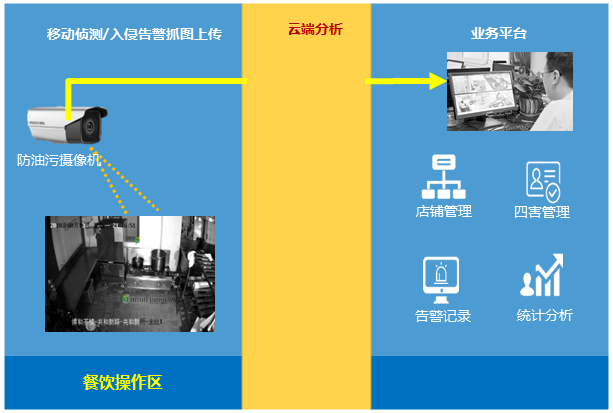 移动侦测/入侵告警抓图上传
云端分析
业务平台
防油污摄像机
店铺管理
四害管理
告警记录
统计分析
餐饮操作区